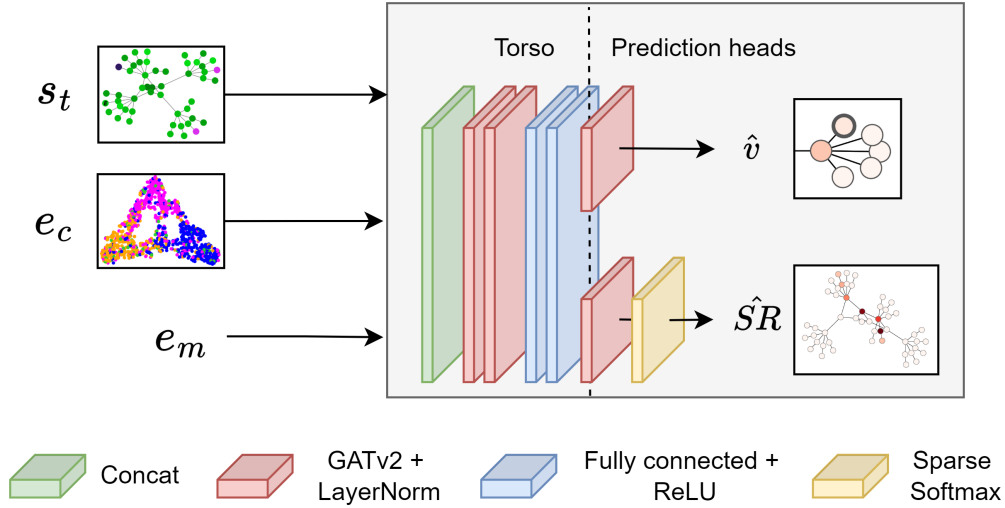 Torso
Prediction heads
s_t
v̂
e_c
e_m
SR̂
Concat
GATv2 +
LayerNorm
Fully connected +
ReLU
Sparse
Softmax